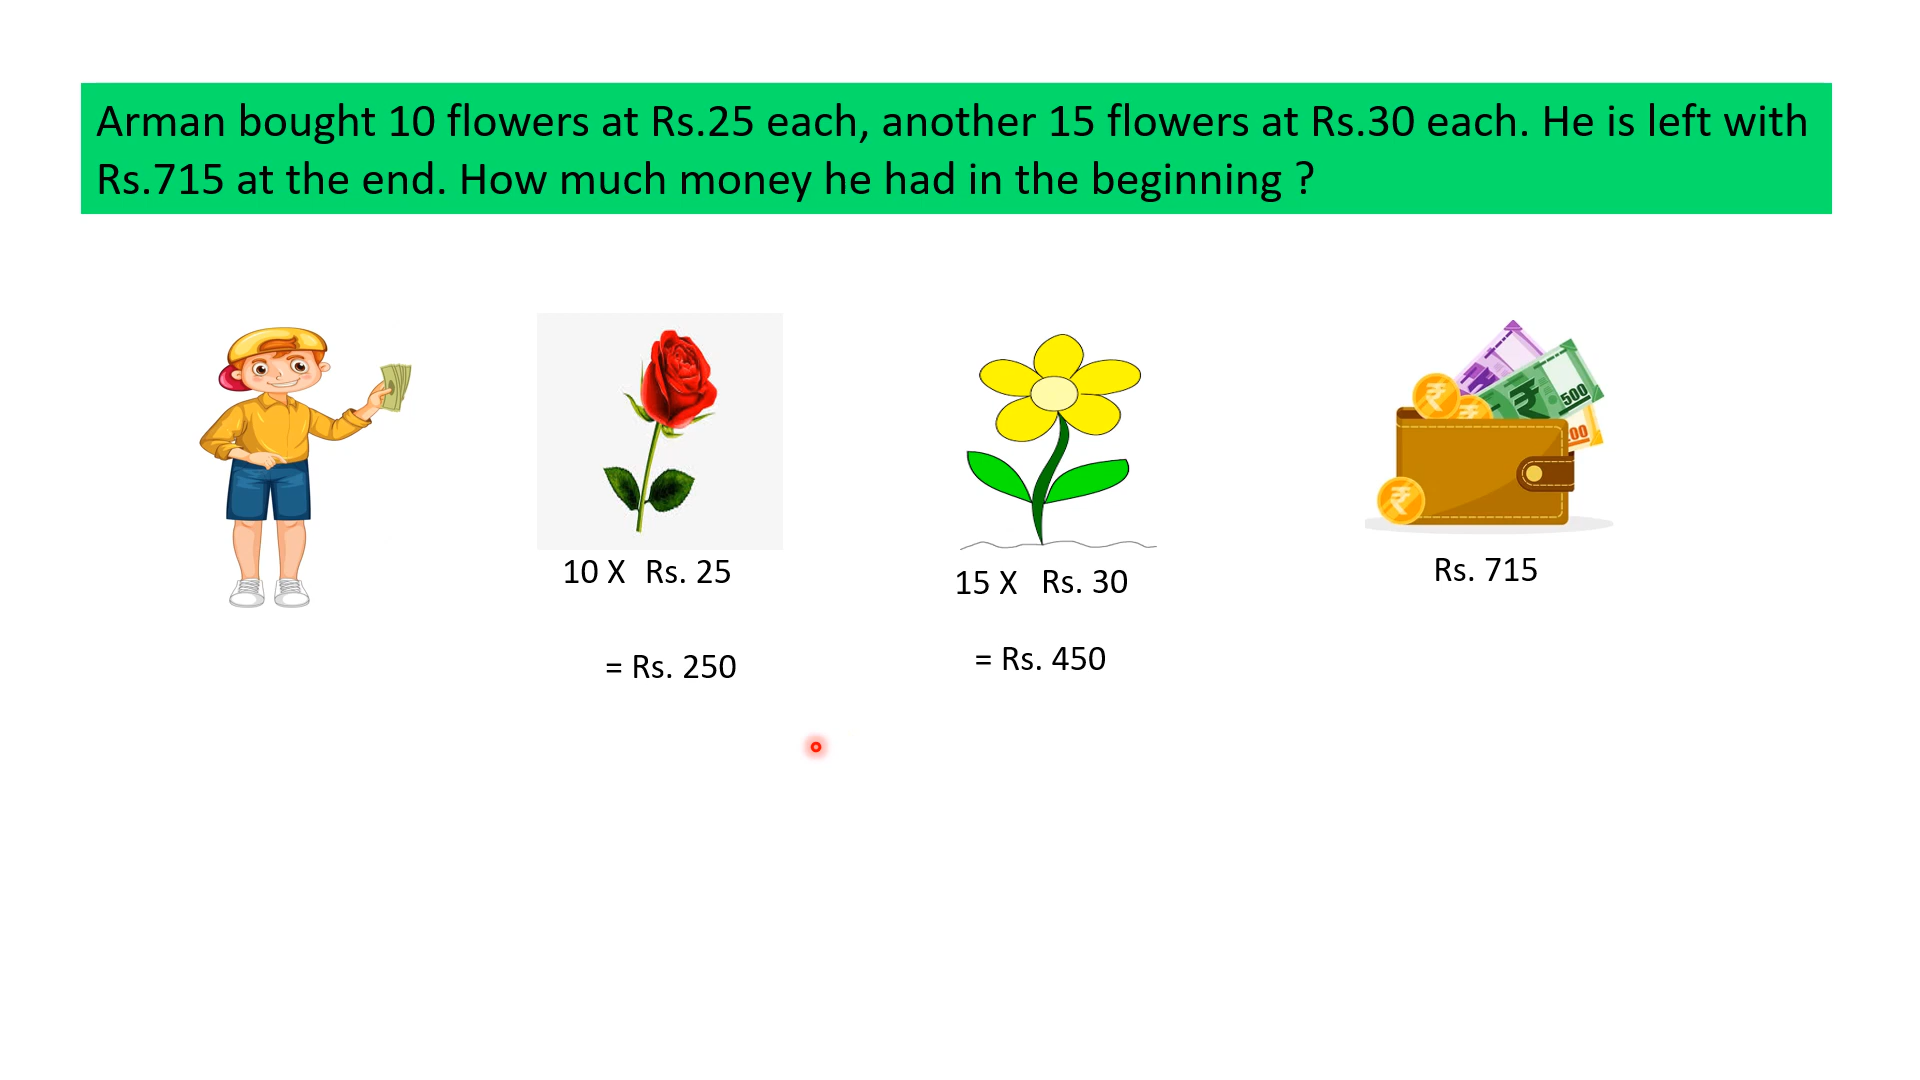 Arman bought 10 flowers at Rs.25 each, another 15 flowers at Rs.30 each. He is left with
Rs.715 at the end. How much money he had in the beginning ?
500
00
10 X Rs. 25
15 X Rs. 30
Rs. 715
= Rs. 250
= Rs. 450